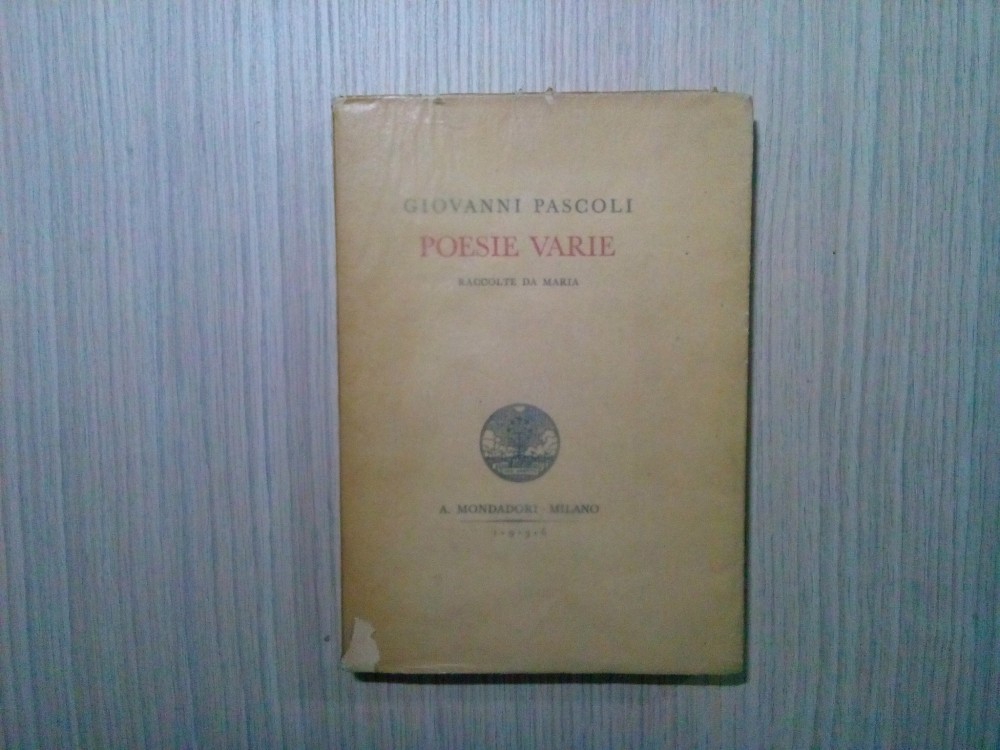 GIOVANNI PASCOLI
POESIE VARIE
RACCOLTE DA MARIA
A. MONDADORI - MILANO